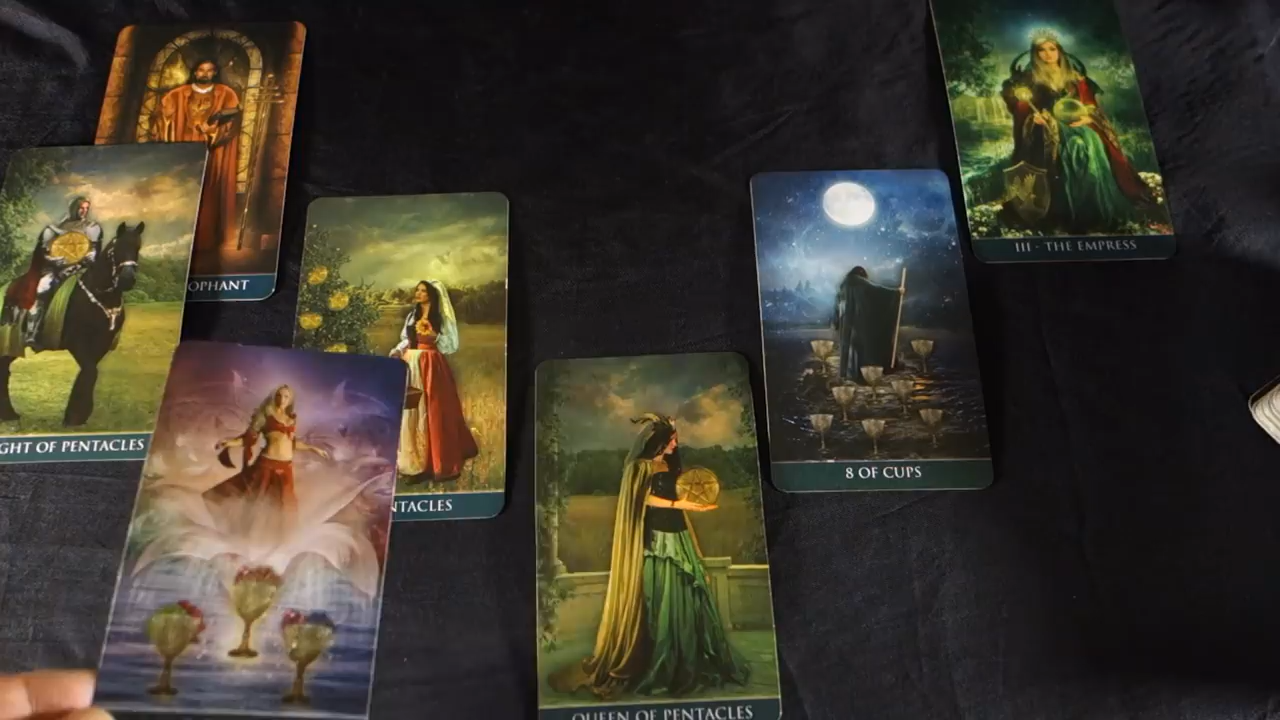 OPHANT
III - THE EMPRESS
GHT OF PENTACLES
8 OF CUPS
NTACLES
QUEEN OF PENTACLES